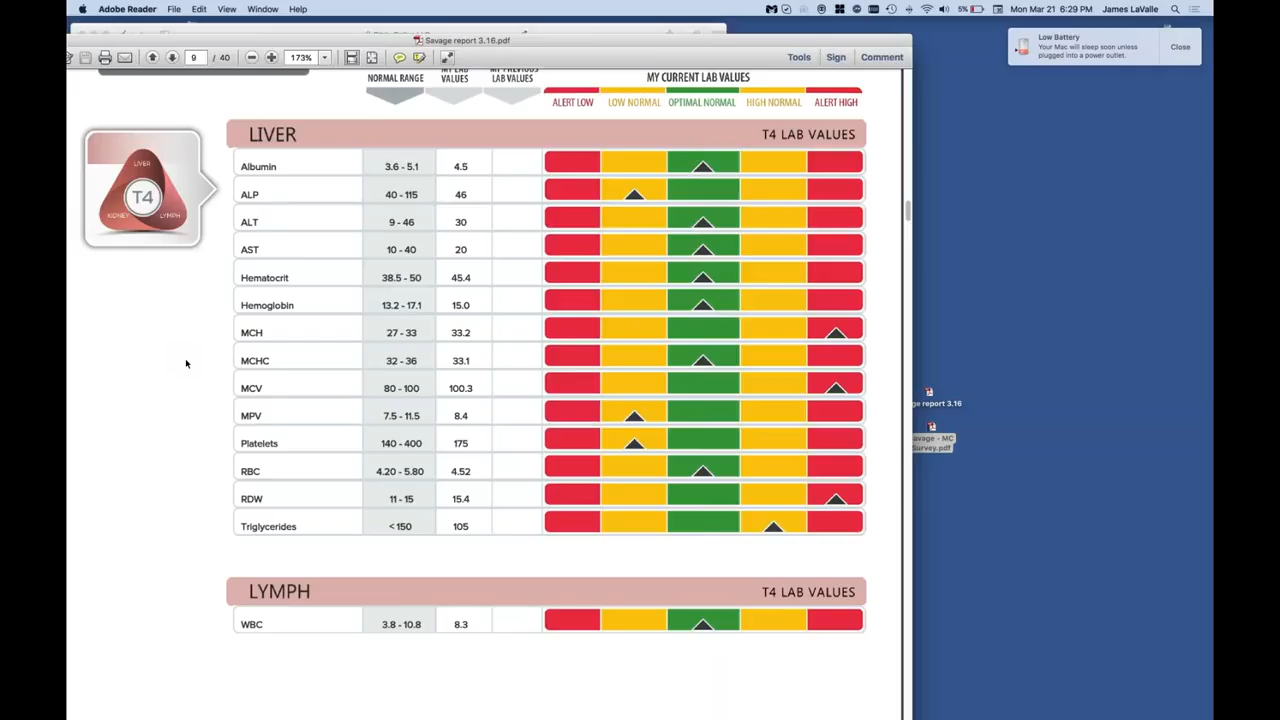 Adobe Reader File Edit View Window Help 5% Mon Mar 21 6:29 PM James LaValle
Savage report 3.16.pdf
9 / 40 173% Tools Sign Comment
Low Battery
Your Mac will sleep soon unless
plugged into a power outlet.
Close
NORMAL RANGE MY LAB VALUES MY PREVIOUS LAB VALUES MY CURRENT LAB VALUES
ALERT LOW LOW NORMAL OPTIMAL NORMAL HIGH NORMAL ALERT HIGH
LIVER T4 LAB VALUES
LIVER
T4
KIDNEY LYMPH
Albumin 3.6 - 5.1 4.5
ALP 40 - 115 46
ALT 9 - 46 30
AST 10 - 40 20
Hematocrit 38.5 - 50 45.4
Hemoglobin 13.2 - 17.1 15.0
MCH 27 - 33 33.2
MCHC 32 - 36 33.1
MCV 80 - 100 100.3
MPV 7.5 - 11.5 8.4
Platelets 140 - 400 175
RBC 4.20 - 5.80 4.52
RDW 11 - 15 15.4
Triglycerides < 150 105
ge report 3.16
avage - MC
Survey.pdf
LYMPH T4 LAB VALUES
WBC 3.8 - 10.8 8.3